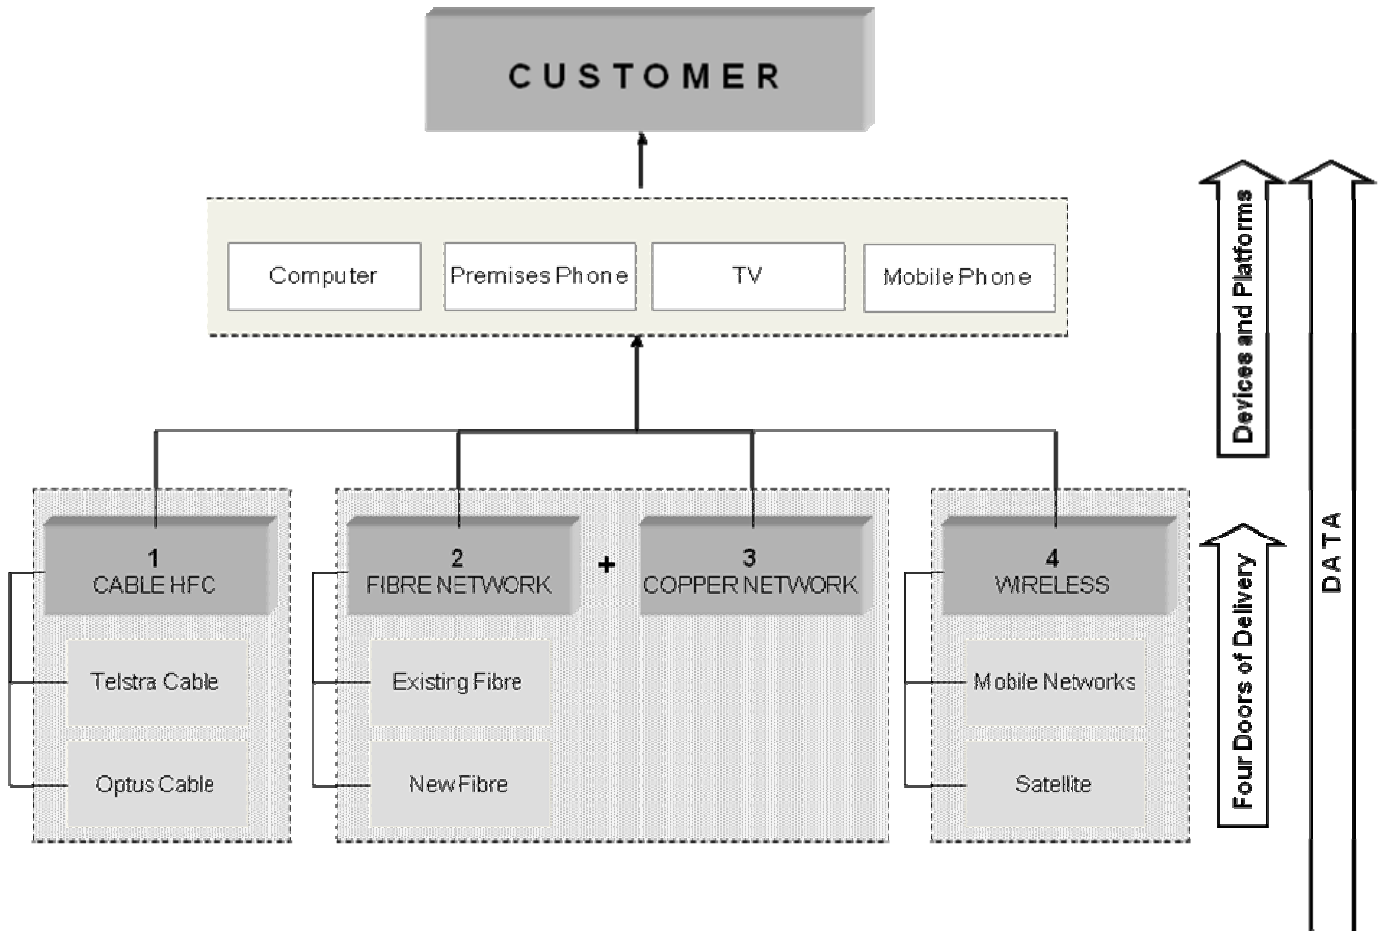 CUSTOMER
Computer
Premises Phone
TV
Mobile Phone
Devices and Platforms
1
CABLE HFC
2
FIBRE NETWORK
+
3
COPPER NETWORK
4
WIRELESS
Telstra Cable
Existing Fibre
Mobile Networks
Optus Cable
New Fibre
Satellite
Four Doors of Delivery
DATA